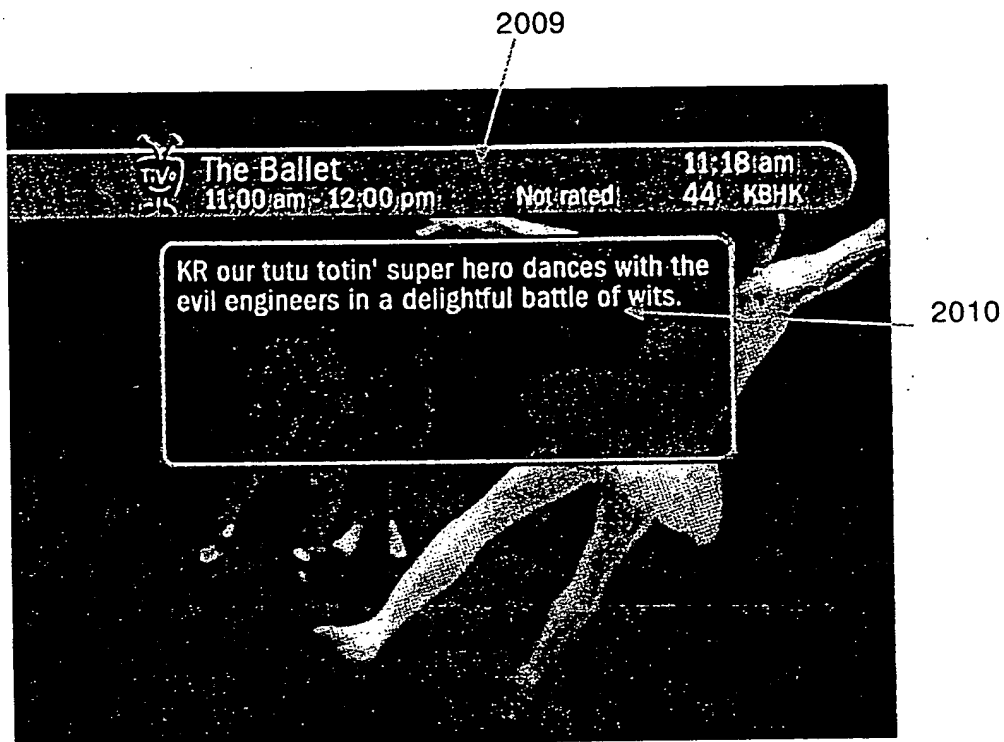 2009
TiVo
The Ballet
11:18 am
11:00 am - 12:00 pm
Not rated
44 KBHK
KR our tutu totin' super hero dances with the
evil engineers in a delightful battle of wits.
2010